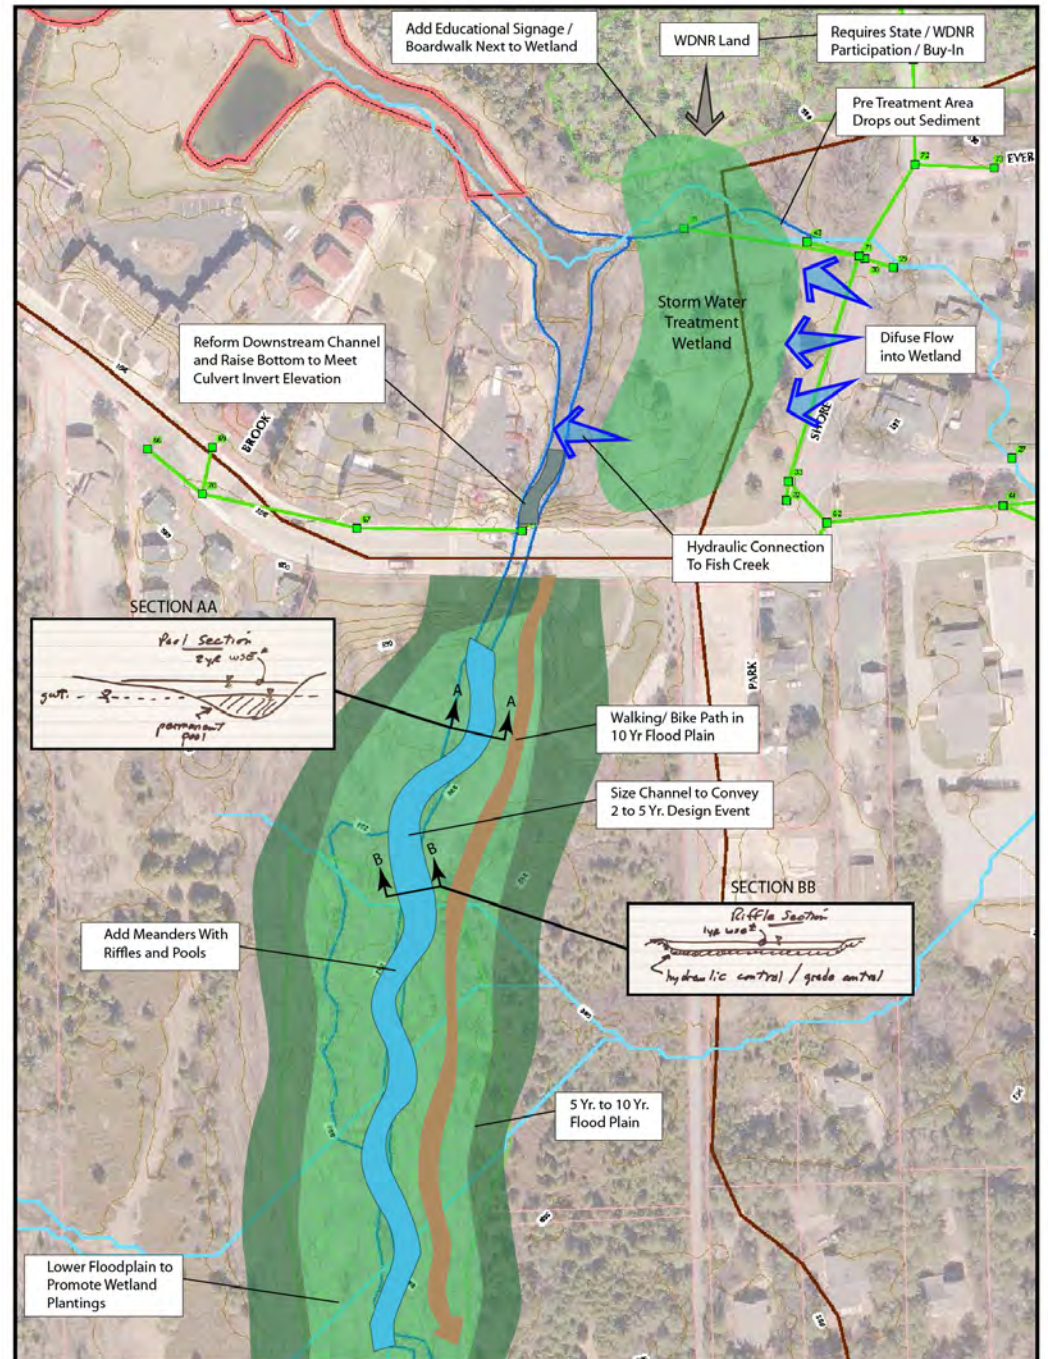 Add Educational Signage /
Boardwalk Next to Wetland
WDNR Land
Requires State / WDNR
Participation / Buy-In
Pre Treatment Area
Drops out Sediment
EVER
Storm Water
Treatment
Wetland
Reform Downstream Channel
and Raise Bottom to Meet
Culvert Invert Elevation
Difuse Flow
into Wetland
BROOK
SHORE
Hydraulic Connection
To Fish Creek
SECTION AA
Pool Section
2yr WSE
gwt.
permanent
pool
PARK
A
A
Walking/ Bike Path in
10 Yr Flood Plain
Size Channel to Convey
2 to 5 Yr. Design Event
B
B
SECTION BB
Riffle Section
1yr WSE
hydraulic control / grade control
Add Meanders With
Riffles and Pools
5 Yr. to 10 Yr.
Flood Plain
Lower Floodplain to
Promote Wetland
Plantings